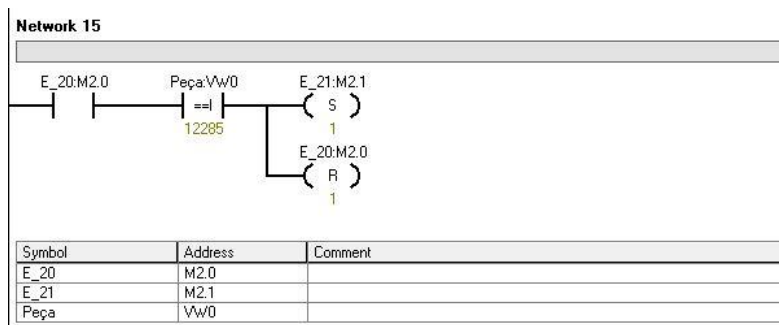 Network 15
E_20:M2.0 Peça:VW0 E_21:M2.1
==I S
12285 1
E_20:M2.0
R
1
Symbol Address Comment
E_20 M2.0
E_21 M2.1
Peça VW0